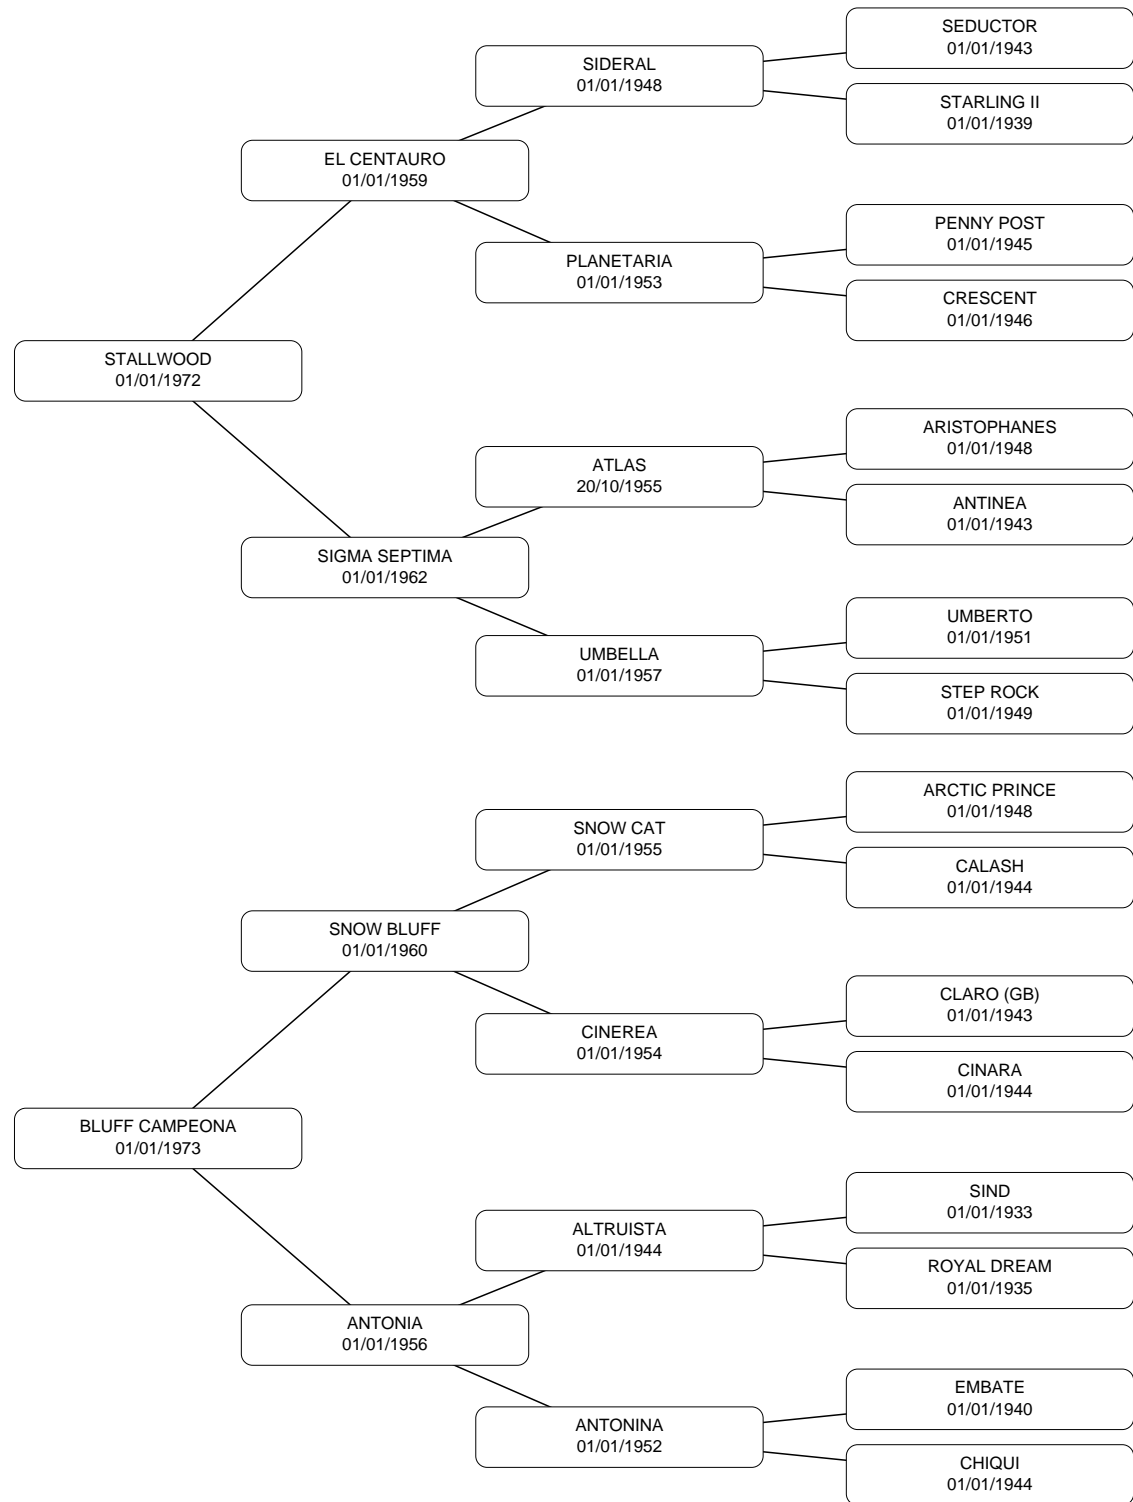 SEDUCTOR
01/01/1943
SIDERAL
01/01/1948
STARLING II
01/01/1939
EL CENTAURO
01/01/1959
PENNY POST
01/01/1945
PLANETARIA
01/01/1953
CRESCENT
01/01/1946
STALLWOOD
01/01/1972
ARISTOPHANES
01/01/1948
ATLAS
20/10/1955
ANTINEA
01/01/1943
SIGMA SEPTIMA
01/01/1962
UMBERTO
01/01/1951
UMBELLA
01/01/1957
STEP ROCK
01/01/1949
ARCTIC PRINCE
01/01/1948
SNOW CAT
01/01/1955
CALASH
01/01/1944
SNOW BLUFF
01/01/1960
CLARO (GB)
01/01/1943
CINEREA
01/01/1954
CINARA
01/01/1944
BLUFF CAMPEONA
01/01/1973
SIND
01/01/1933
ALTRUISTA
01/01/1944
ROYAL DREAM
01/01/1935
ANTONIA
01/01/1956
EMBATE
01/01/1940
ANTONINA
01/01/1952
CHIQUI
01/01/1944